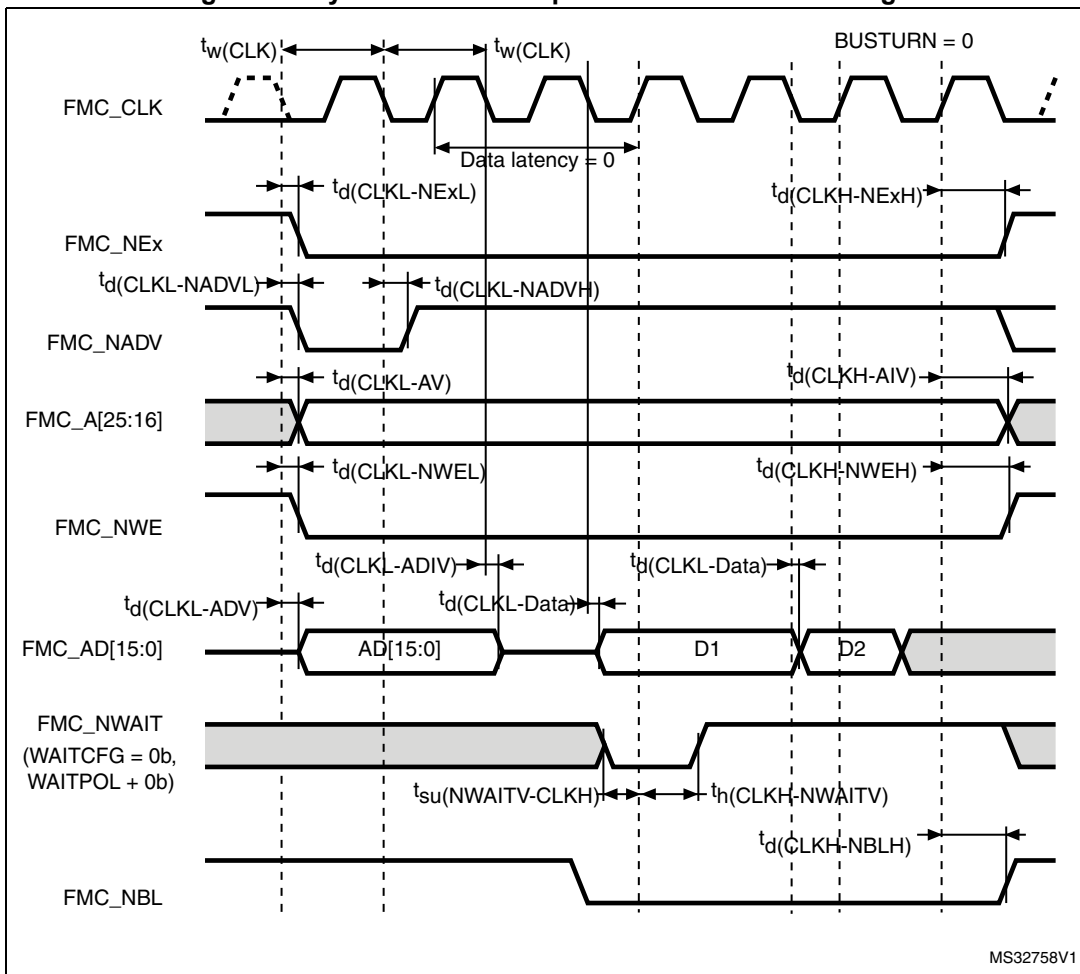 BUSTURN = 0
tw(CLK) tw(CLK)
FMC_CLK
Data latency = 0
td(CLKL-NExL) td(CLKH-NExH)
FMC_NEx
td(CLKL-NADVL) td(CLKL-NADVH)
FMC_NADV
td(CLKL-AV) td(CLKH-AIV)
FMC_A[25:16]
td(CLKL-NWEL) td(CLKH-NWEH)
FMC_NWE
td(CLKL-ADIV) td(CLKL-Data)
td(CLKL-ADV) td(CLKL-Data)
FMC_AD[15:0] AD[15:0] D1 D2
FMC_NWAIT
(WAITCFG = 0b,
WAITPOL + 0b)
tsu(NWAITV-CLKH) th(CLKH-NWAITV)
td(CLKH-NBLH)
FMC_NBL
MS32758V1